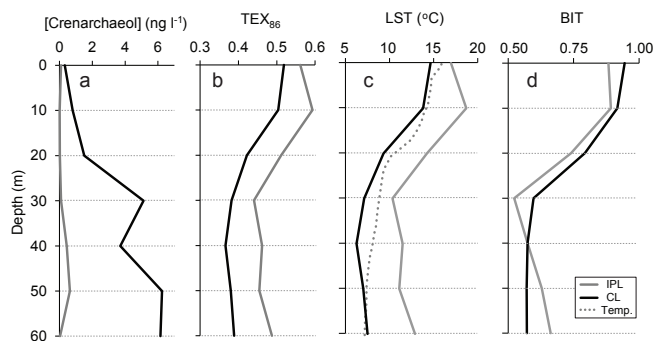 [Crenarchaeol] (ng l⁻¹)
TEX₈₆
LST (°C)
BIT
0 2 4 6
0.3 0.4 0.5 0.6
5 10 15 20
0.50 0.75 1.00
a
b
c
d
Depth (m)
0
10
20
30
40
50
60
IPL
CL
Temp.